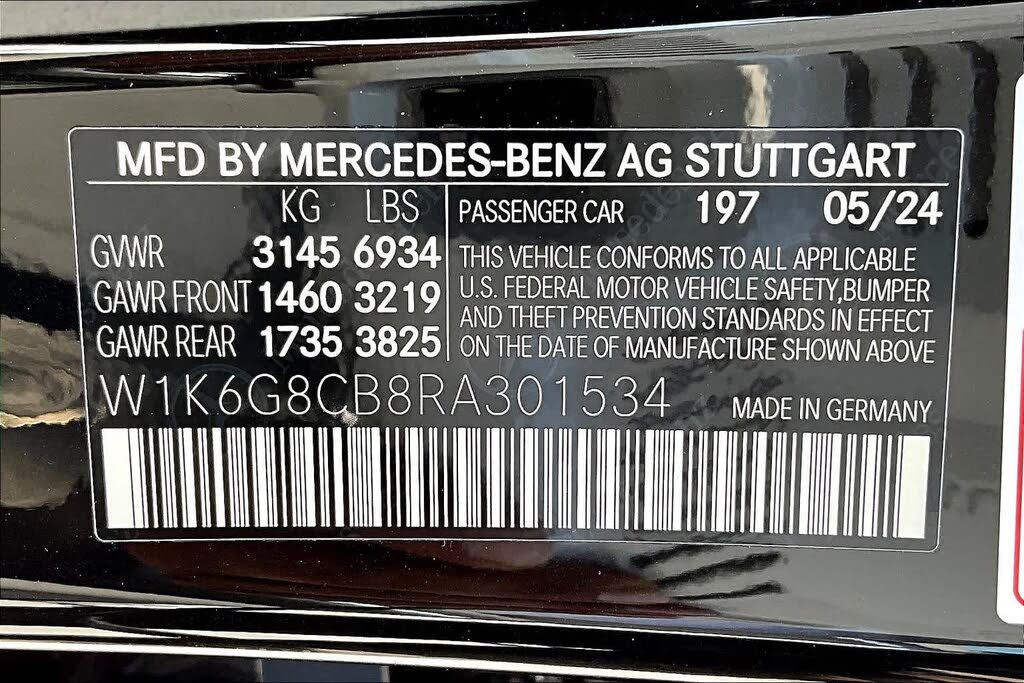 MFD BY MERCEDES-BENZ AG STUTTGART
KG LBS
GVWR 3145 6934
GAWR FRONT 1460 3219
GAWR REAR 1735 3825
PASSENGER CAR 197 05/24
THIS VEHICLE CONFORMS TO ALL APPLICABLE
U.S. FEDERAL MOTOR VEHICLE SAFETY,BUMPER
AND THEFT PREVENTION STANDARDS IN EFFECT
ON THE DATE OF MANUFACTURE SHOWN ABOVE
W1K6G8CB8RA301534
MADE IN GERMANY